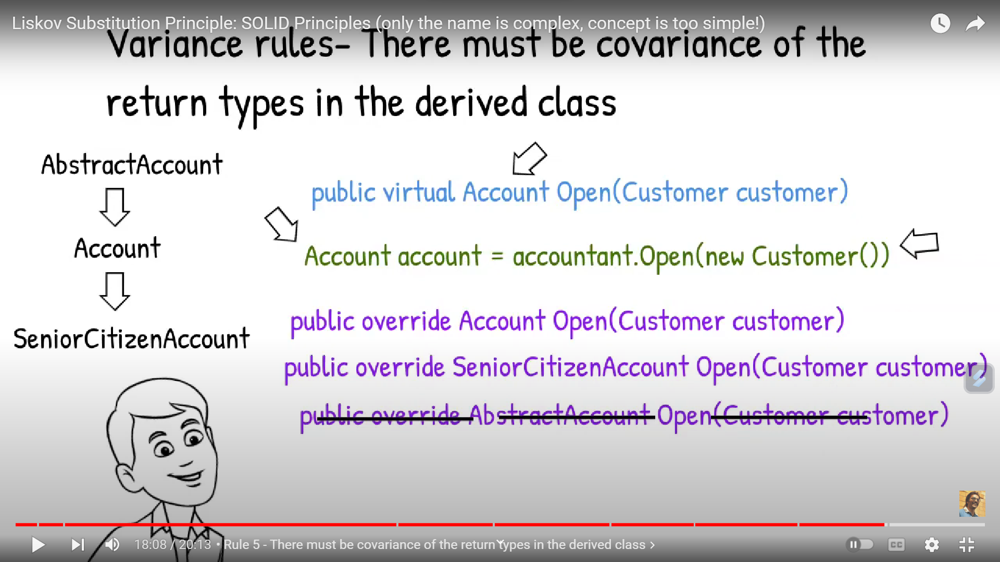 Liskov Substitution Principle: SOLID Principles (only the name is complex, concept is too simple!)
Variance rules- There must be covariance of the
return types in the derived class
AbstractAccount
Account
SeniorCitizenAccount
public virtual Account Open(Customer customer)
Account account = accountant.Open(new Customer())
public override Account Open(Customer customer)
public override SeniorCitizenAccount Open(Customer customer)
public override AbstractAccount Open(Customer customer)
18:08 / 20:13 • Rule 5 - There must be covariance of the return types in the derived class
CC